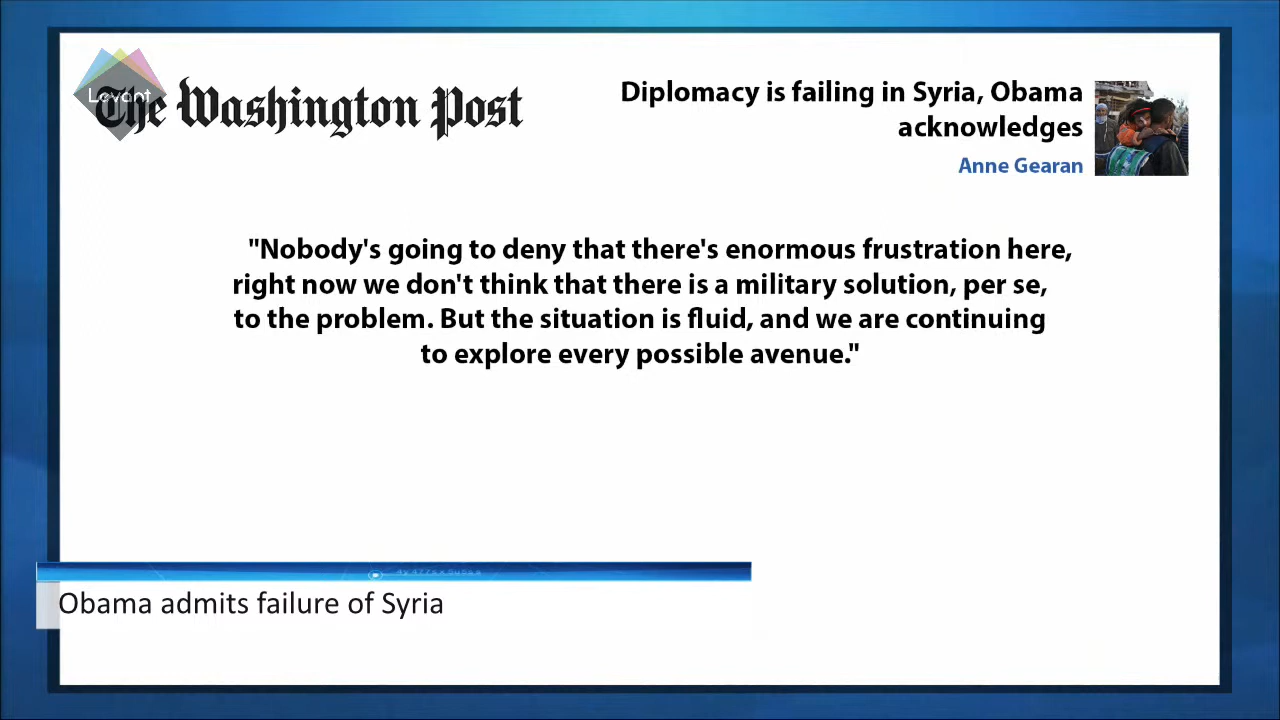 Levant
The Washington Post
Diplomacy is failing in Syria, Obama
acknowledges
Anne Gearan
"Nobody's going to deny that there's enormous frustration here,
right now we don't think that there is a military solution, per se,
to the problem. But the situation is fluid, and we are continuing
to explore every possible avenue."
Obama admits failure of Syria